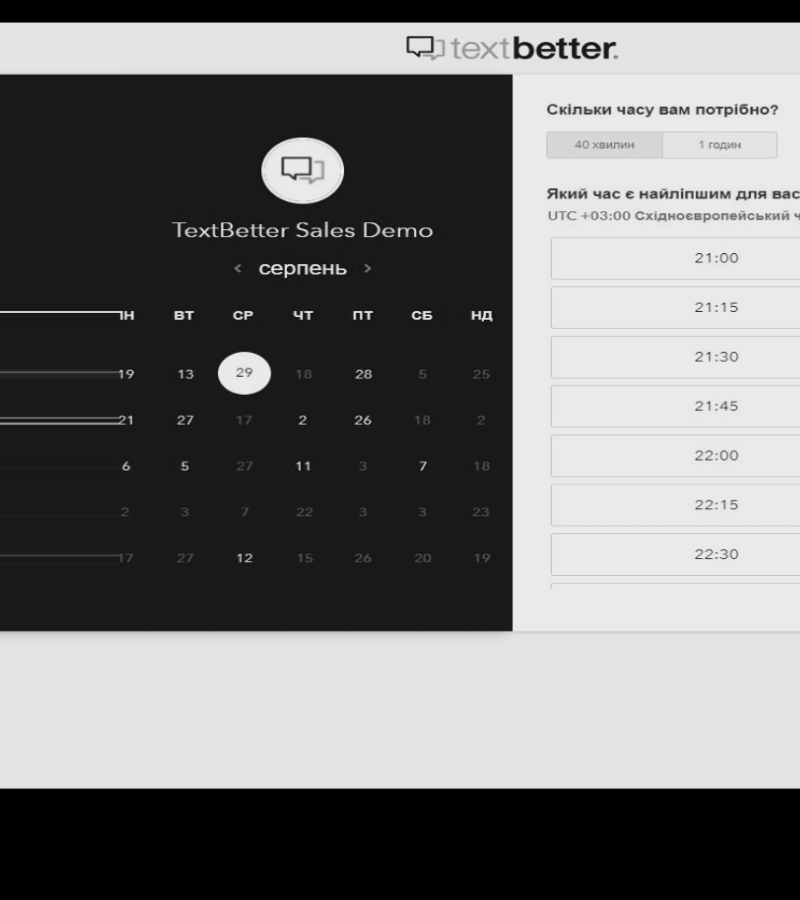 textbetter.
TextBetter Sales Demo
‹ серпень ›
ПН ВТ СР ЧТ ПТ СБ НД
19 13 29 18 28 5 25
21 27 17 2 26 18 2
6 5 27 11 3 7 18
2 3 7 22 3 3 23
17 27 12 15 26 20 19
Скільки часу вам потрібно?
40 хвилин 1 годин
Який час є найліпшим для вас
UTC +03:00 Східноєвропейський ч
21:00
21:15
21:30
21:45
22:00
22:15
22:30